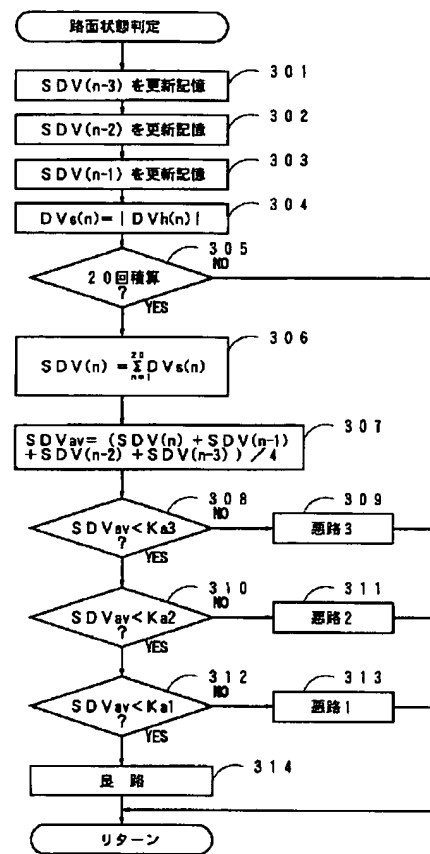 路面状態判定
301
SDV(n-3)を更新記憶
302
SDV(n-2)を更新記憶
303
SDV(n-1)を更新記憶
304
DVs(n)=|DVh(n)|
305
NO
20回積算
?
YES
306
SDV(n)=20Σn=1DVs(n)
307
SDVav=(SDV(n)+SDV(n-1)
+SDV(n-2)+SDV(n-3))/4
308
NO
309
SDVav<Ka3
?
YES
悪路3
310
NO
311
SDVav<Ka2
?
YES
悪路2
312
NO
313
SDVav<Ka1
?
YES
悪路1
314
良路
リターン